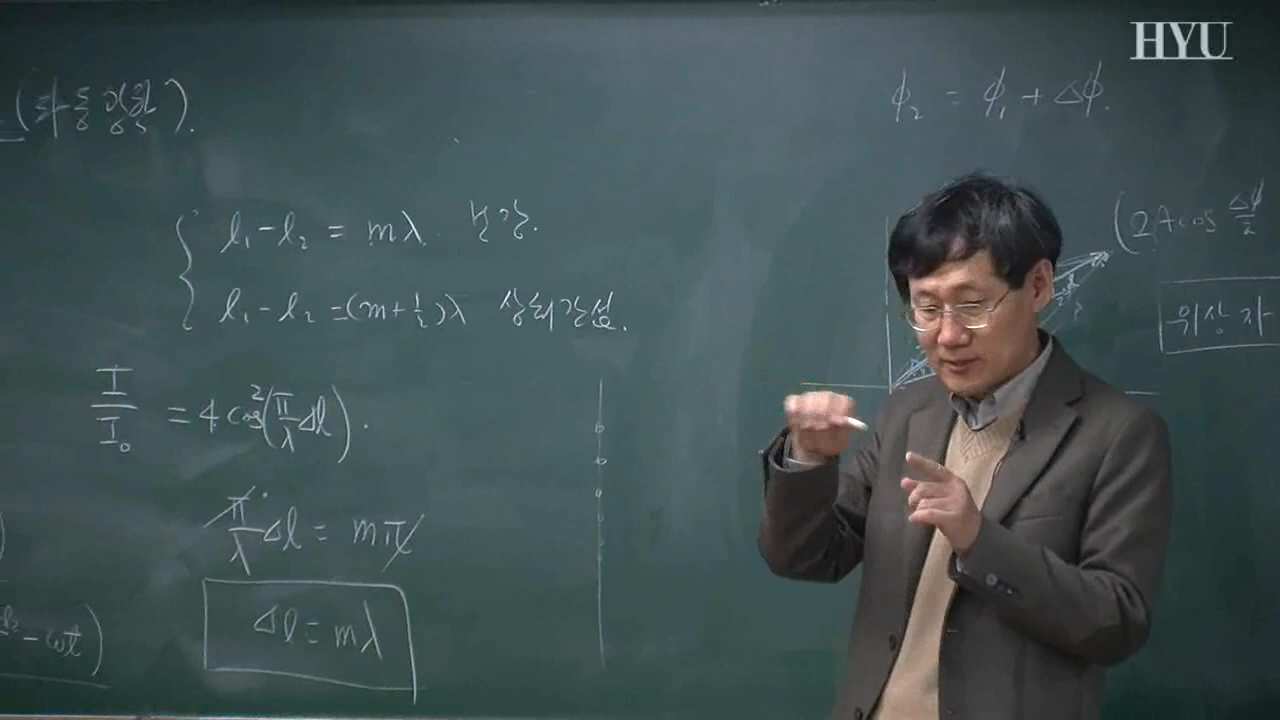 HYU
(파동광학).
ϕ₂ = ϕ₁ + Δϕ.
l₁ - l₂ = mλ 보강.
l₁ - l₂ = (m + 1/2)λ 상쇄간섭.
(2A cos Δϕ/2
위상차
I/I₀ = 4 cos²(π/λ Δl).
π/λ Δl = mπ
Δl = mλ
- ωt)